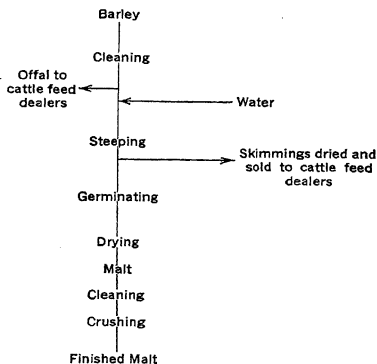 Barley
Cleaning
Offal to
cattle feed
dealers
Water
Steeping
Skimmings dried and
sold to cattle feed
dealers
Germinating
Drying
Malt
Cleaning
Crushing
Finished Malt